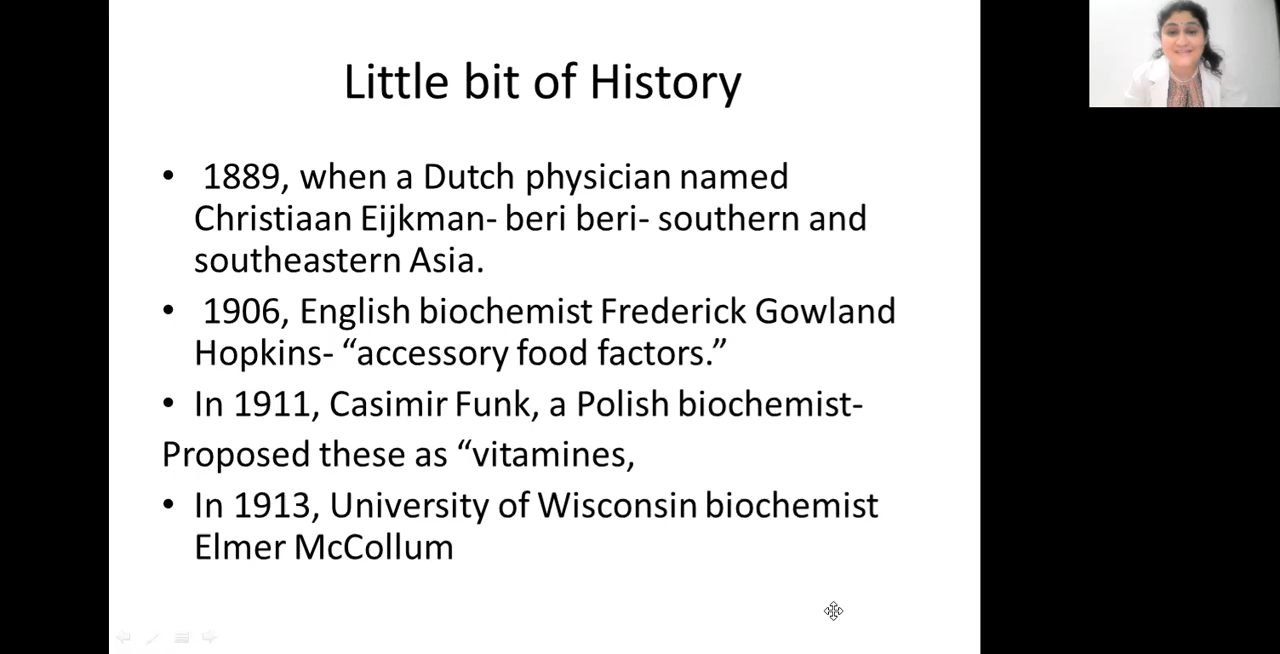 Little bit of History
• 1889, when a Dutch physician named
Christiaan Eijkman- beri beri- southern and
southeastern Asia.
• 1906, English biochemist Frederick Gowland
Hopkins- “accessory food factors.”
• In 1911, Casimir Funk, a Polish biochemist-
Proposed these as “vitamines,
• In 1913, University of Wisconsin biochemist
Elmer McCollum